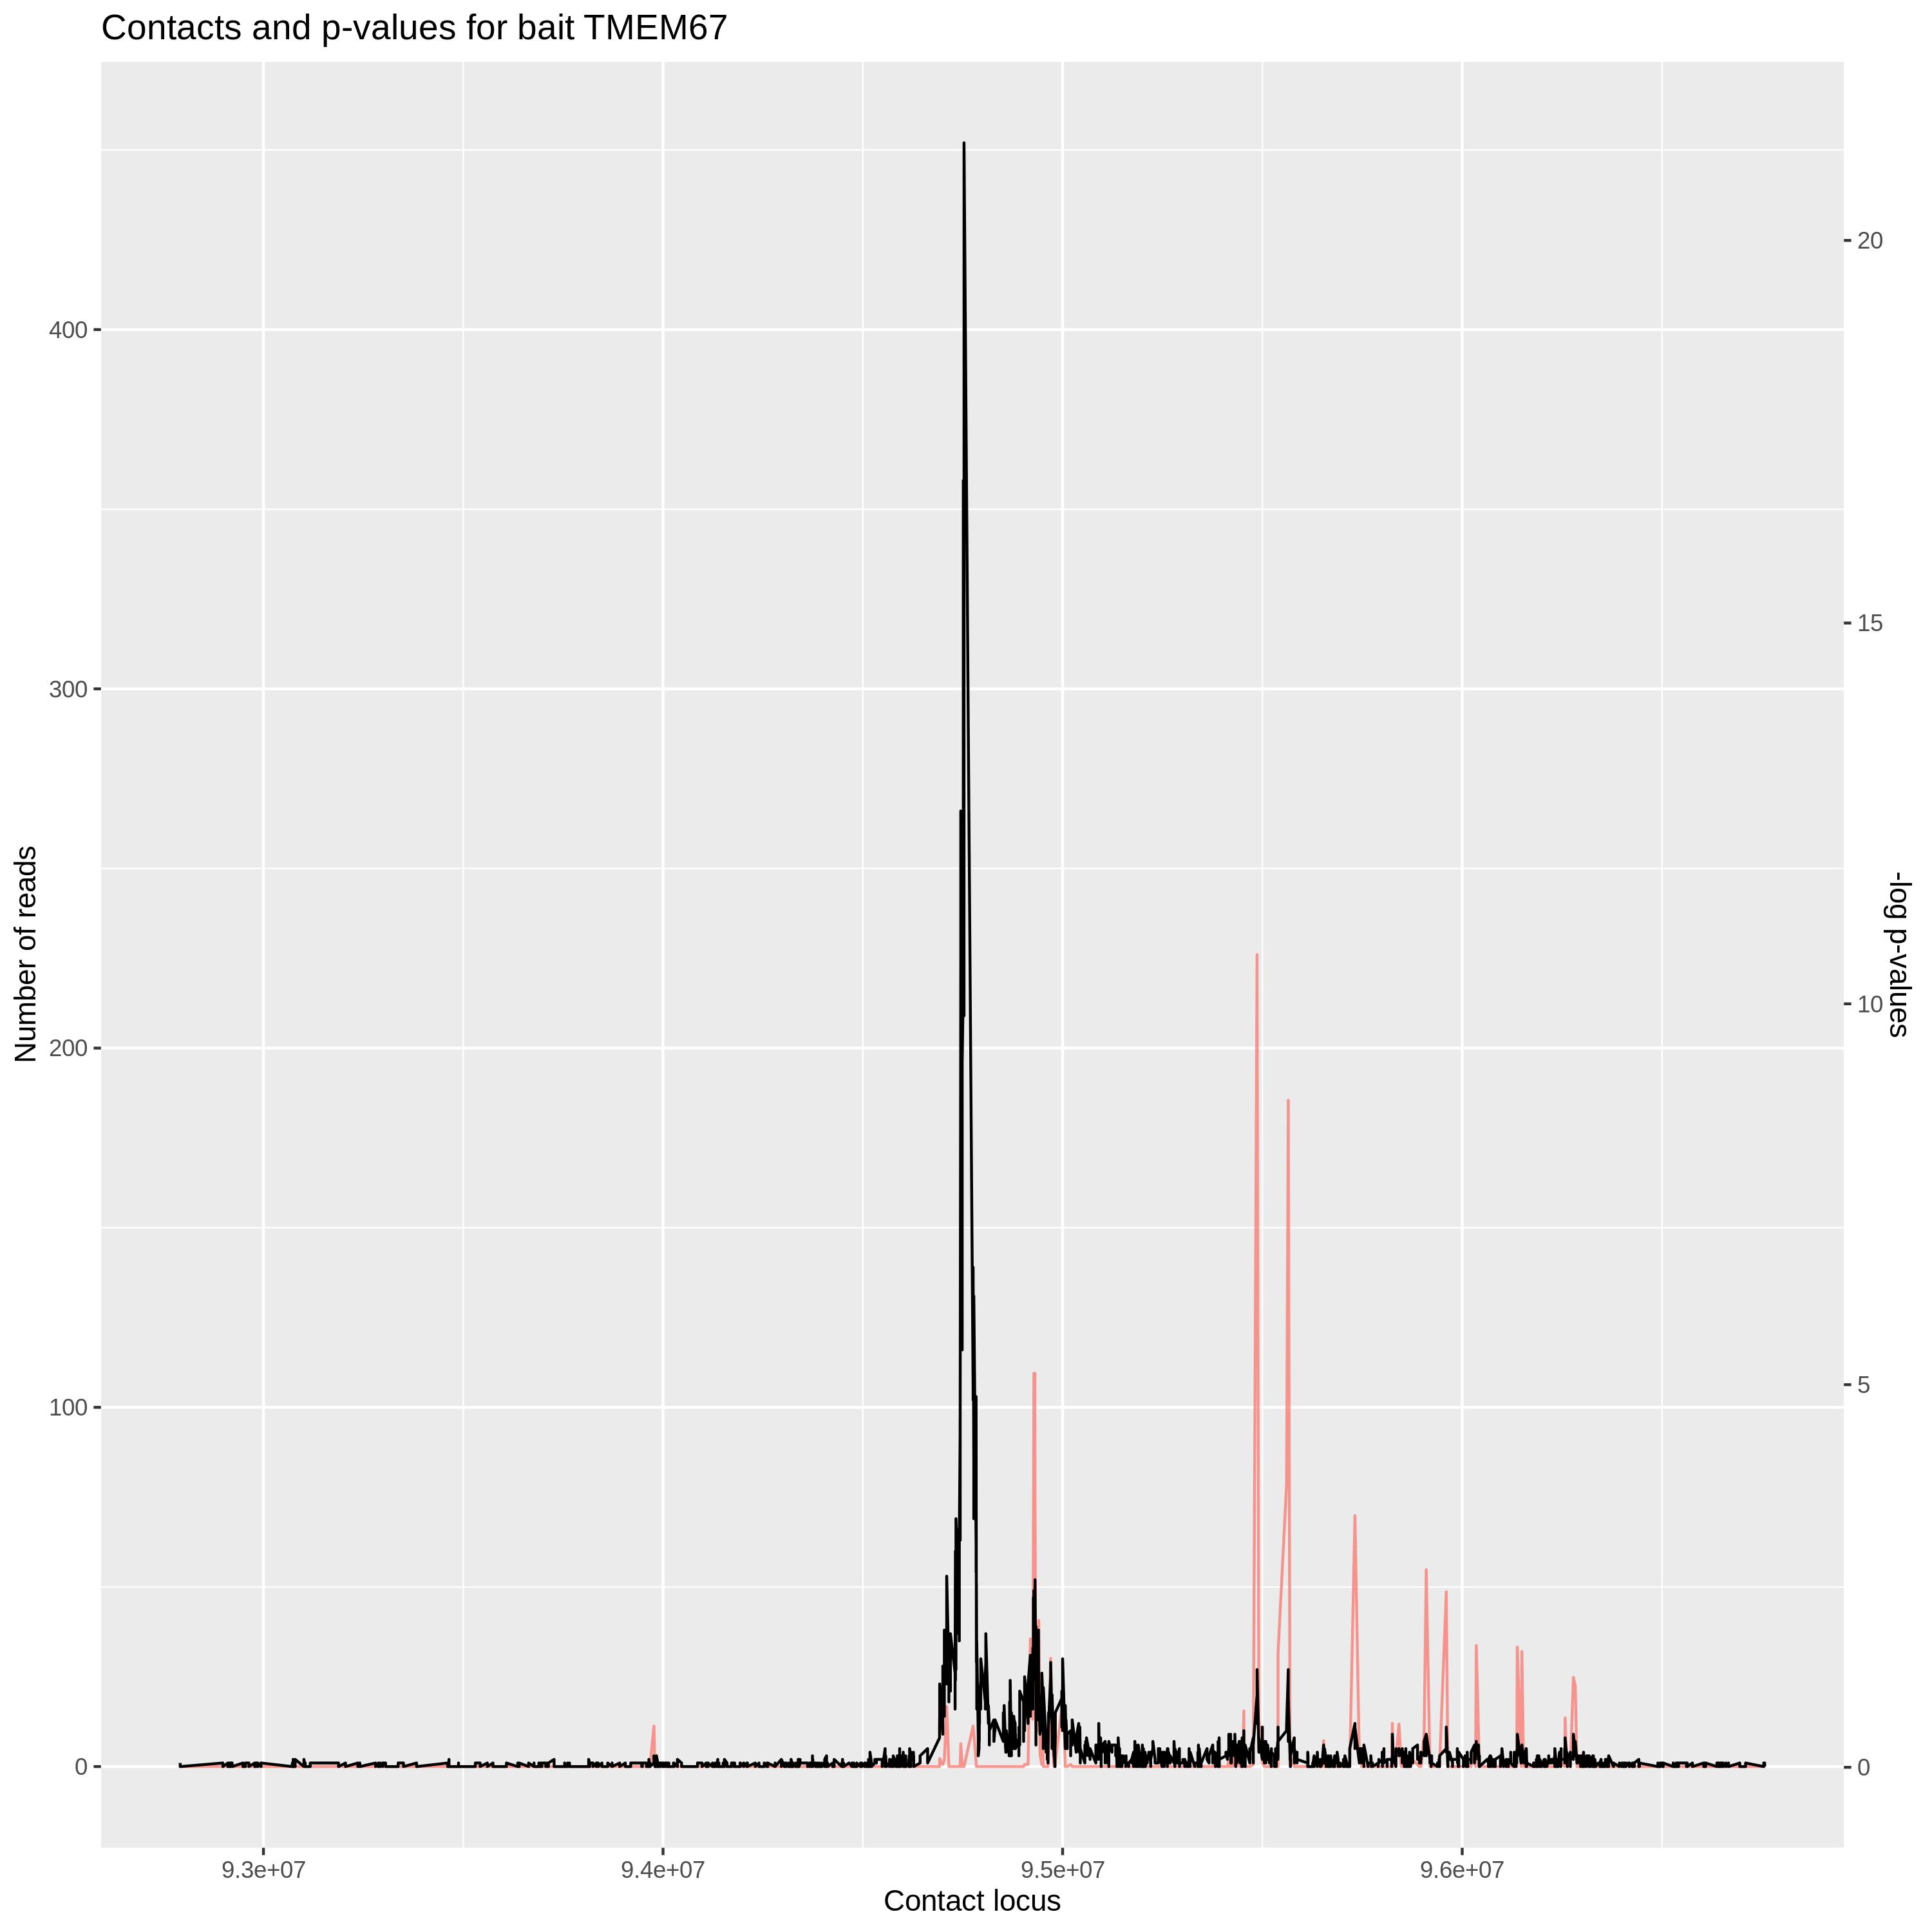 Contacts and p-values for bait TMEM67
Number of reads
400
300
200
100
0
20
15
10
5
0
-log p-values
9.3e+07
9.4e+07
9.5e+07
9.6e+07
Contact locus